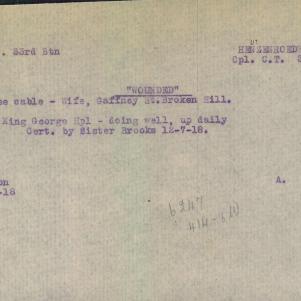 . 53rd Btn
Cpl. C.T.
"WOUNDED"
se cable - Wife, Gaffney St. Broken Hill.
King George Hpl - doing well, up daily
Cert. by Sister Brooks 12-7-18.
on
A.
-18
6247